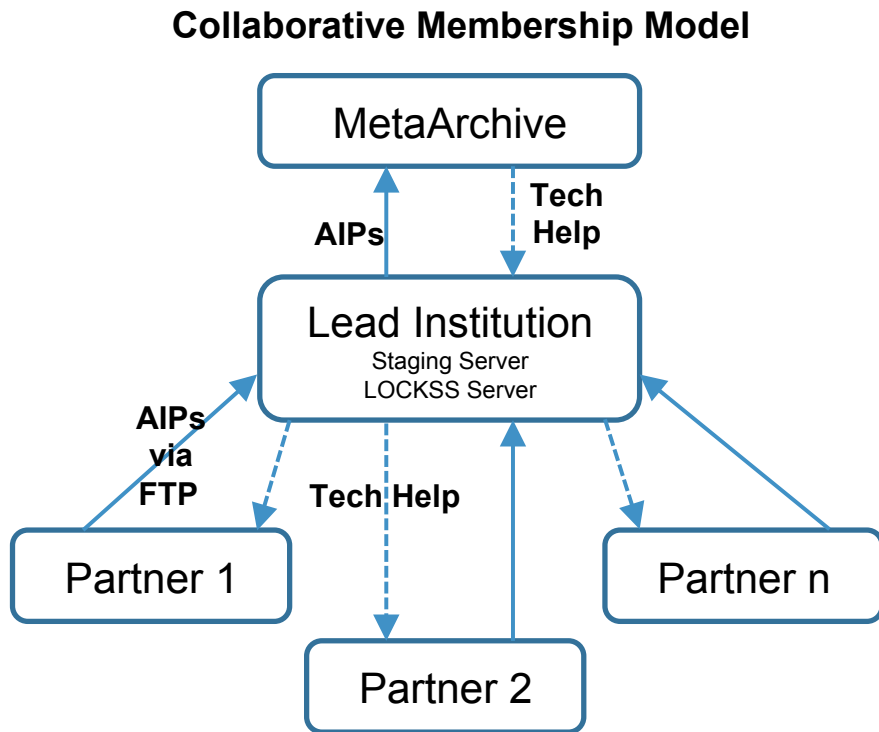 Collaborative Membership Model
MetaArchive
AIPs
Tech
Help
Lead Institution
Staging Server
LOCKSS Server
AIPs
via
FTP
Tech Help
Partner 1
Partner 2
Partner n